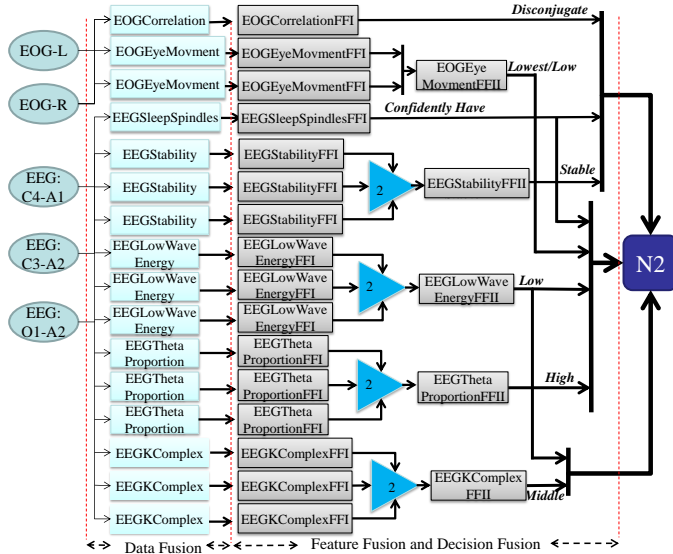 EOG-L
EOG-R
EEG:
C4-A1
EEG:
C3-A2
EEG:
O1-A2
EOGCorrelation
EOGEyeMovment
EOGEyeMovment
EEGSleepSpindles
EEGStability
EEGStability
EEGStability
EEGLowWave
Energy
EEGLowWave
Energy
EEGLowWave
Energy
EEGTheta
Proportion
EEGTheta
Proportion
EEGTheta
Proportion
EEGKComplex
EEGKComplex
EEGKComplex
EOGCorrelationFFI
EOGEyeMovmentFFI
EOGEyeMovmentFFI
EEGSleepSpindlesFFI
EEGStabilityFFI
EEGStabilityFFI
EEGStabilityFFI
EEGLowWave
EnergyFFI
EEGLowWave
EnergyFFI
EEGLowWave
EnergyFFI
EEGTheta
ProportionFFI
EEGTheta
ProportionFFI
EEGTheta
ProportionFFI
EEGKComplexFFI
EEGKComplexFFI
EEGKComplexFFI
2
2
2
2
EOGEye
MovmentFFII
EEGStabilityFFII
EEGLowWave
EnergyFFII
EEGTheta
ProportionFFII
EEGKComplex
FFII
Disconjugate
Lowest/Low
Confidently Have
Stable
Low
High
Middle
N2
Data Fusion
Feature Fusion and Decision Fusion